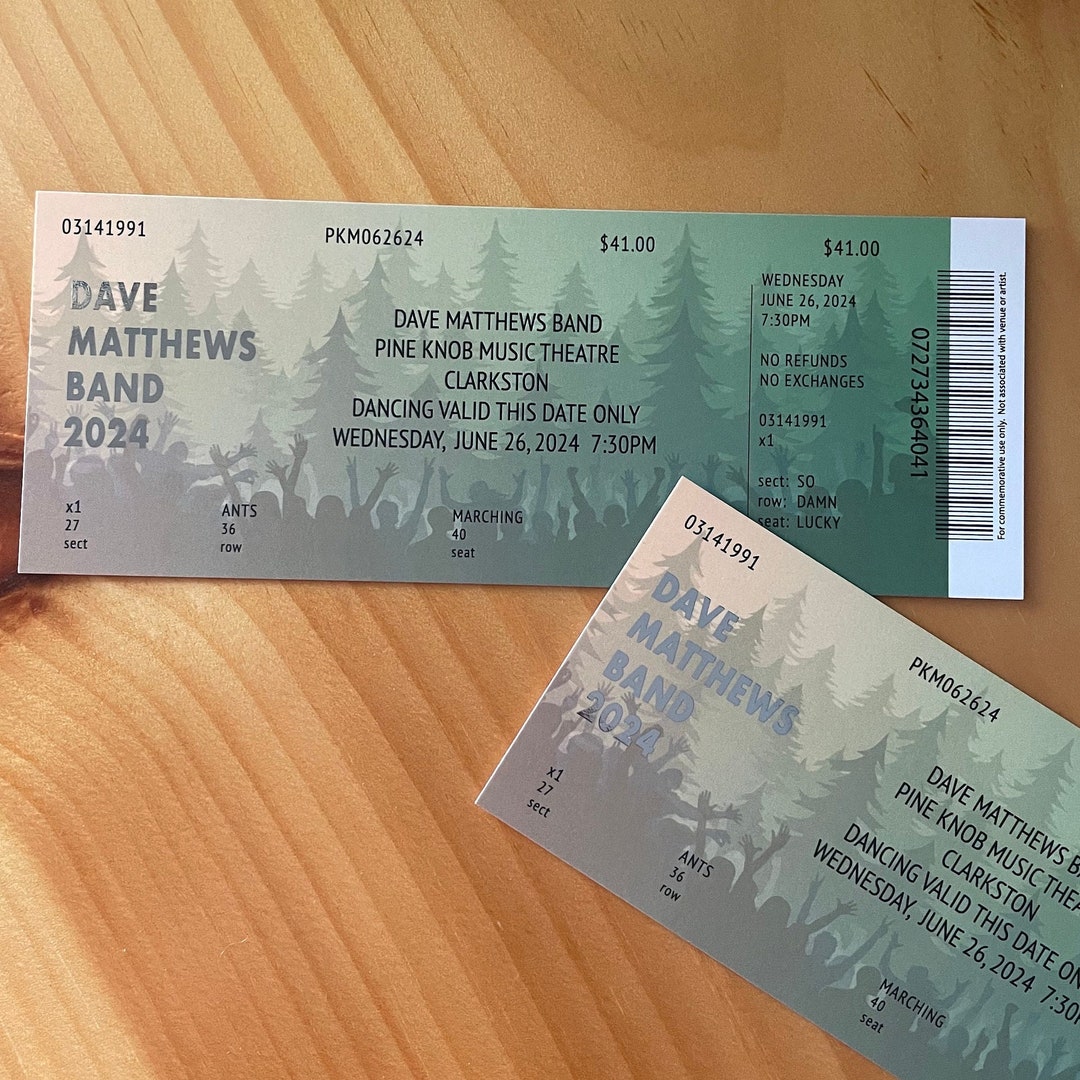 03141991
PKM062624
$41.00
$41.00
DAVE
MATTHEWS
BAND
2024
DAVE MATTHEWS BAND
PINE KNOB MUSIC THEATRE
CLARKSTON
DANCING VALID THIS DATE ONLY
WEDNESDAY, JUNE 26, 2024 7:30PM
x1
27
sect
ANTS
36
row
MARCHING
40
seat
WEDNESDAY
JUNE 26, 2024
7:30PM
NO REFUNDS
NO EXCHANGES
03141991
x1
sect: SO
row: DAMN
seat: LUCKY
072734364041
For commemorative use only. Not associated with venue or artist.
03141991
PKM062624
DAVE
MATTHEWS
BAND
2024
DAVE MATTHEWS
PINE KNOB MUSIC
CLARKSTON
DANCING VALID THIS DATE
WEDNESDAY, JUNE 26, 2024
x1
27
sect
ANTS
36
row
MARCHING
40
seat